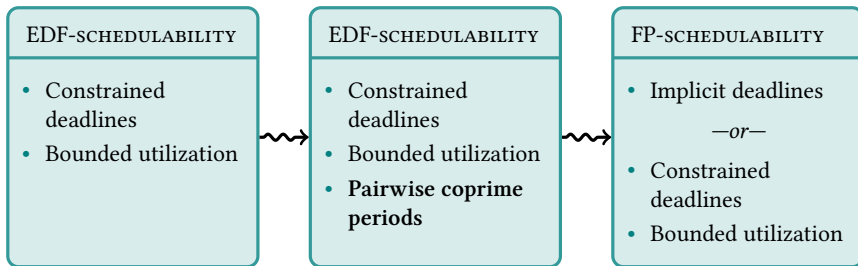 EDF-SCHEDULABILITY
• Constrained
deadlines
• Bounded utilization
EDF-SCHEDULABILITY
• Constrained
deadlines
• Bounded utilization
• Pairwise coprime
periods
FP-SCHEDULABILITY
• Implicit deadlines
—or—
• Constrained
deadlines
• Bounded utilization